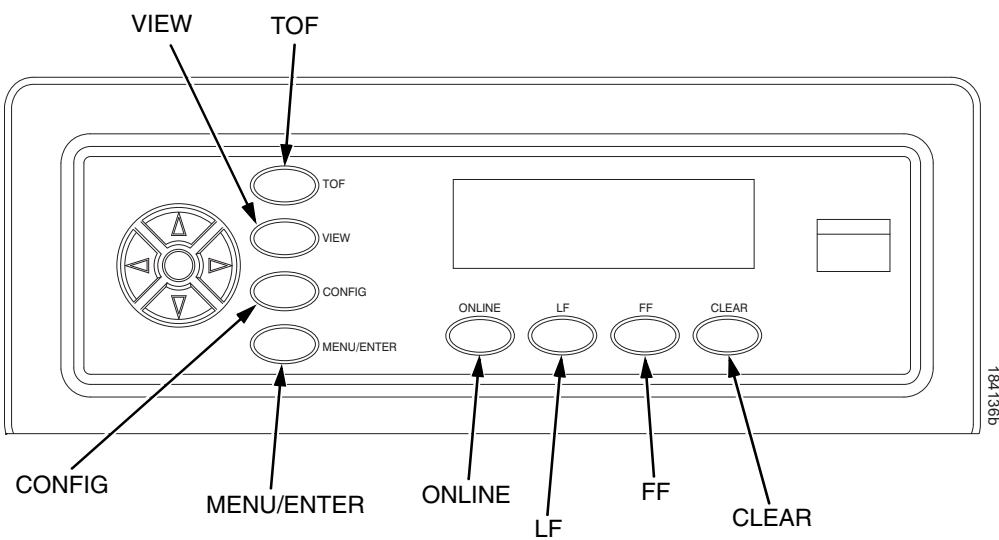 VIEW
TOF
TOF
VIEW
CONFIG
MENU/ENTER
ONLINE
LF
FF
CLEAR
184136b
CONFIG
MENU/ENTER
ONLINE
LF
FF
CLEAR